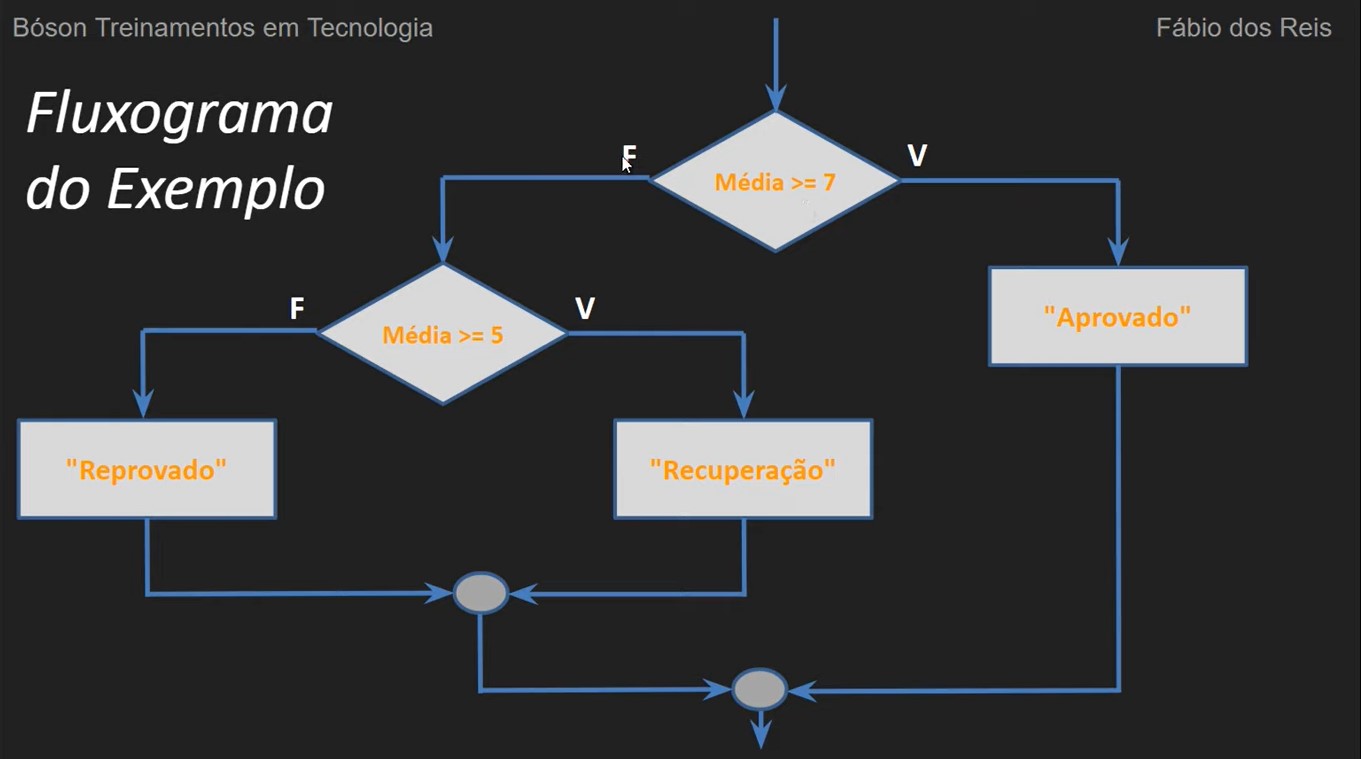 Bóson Treinamentos em Tecnologia
Fábio dos Reis
Fluxograma
do Exemplo
F
V
Média >= 7
F
V
"Aprovado"
Média >= 5
"Reprovado"
"Recuperação"